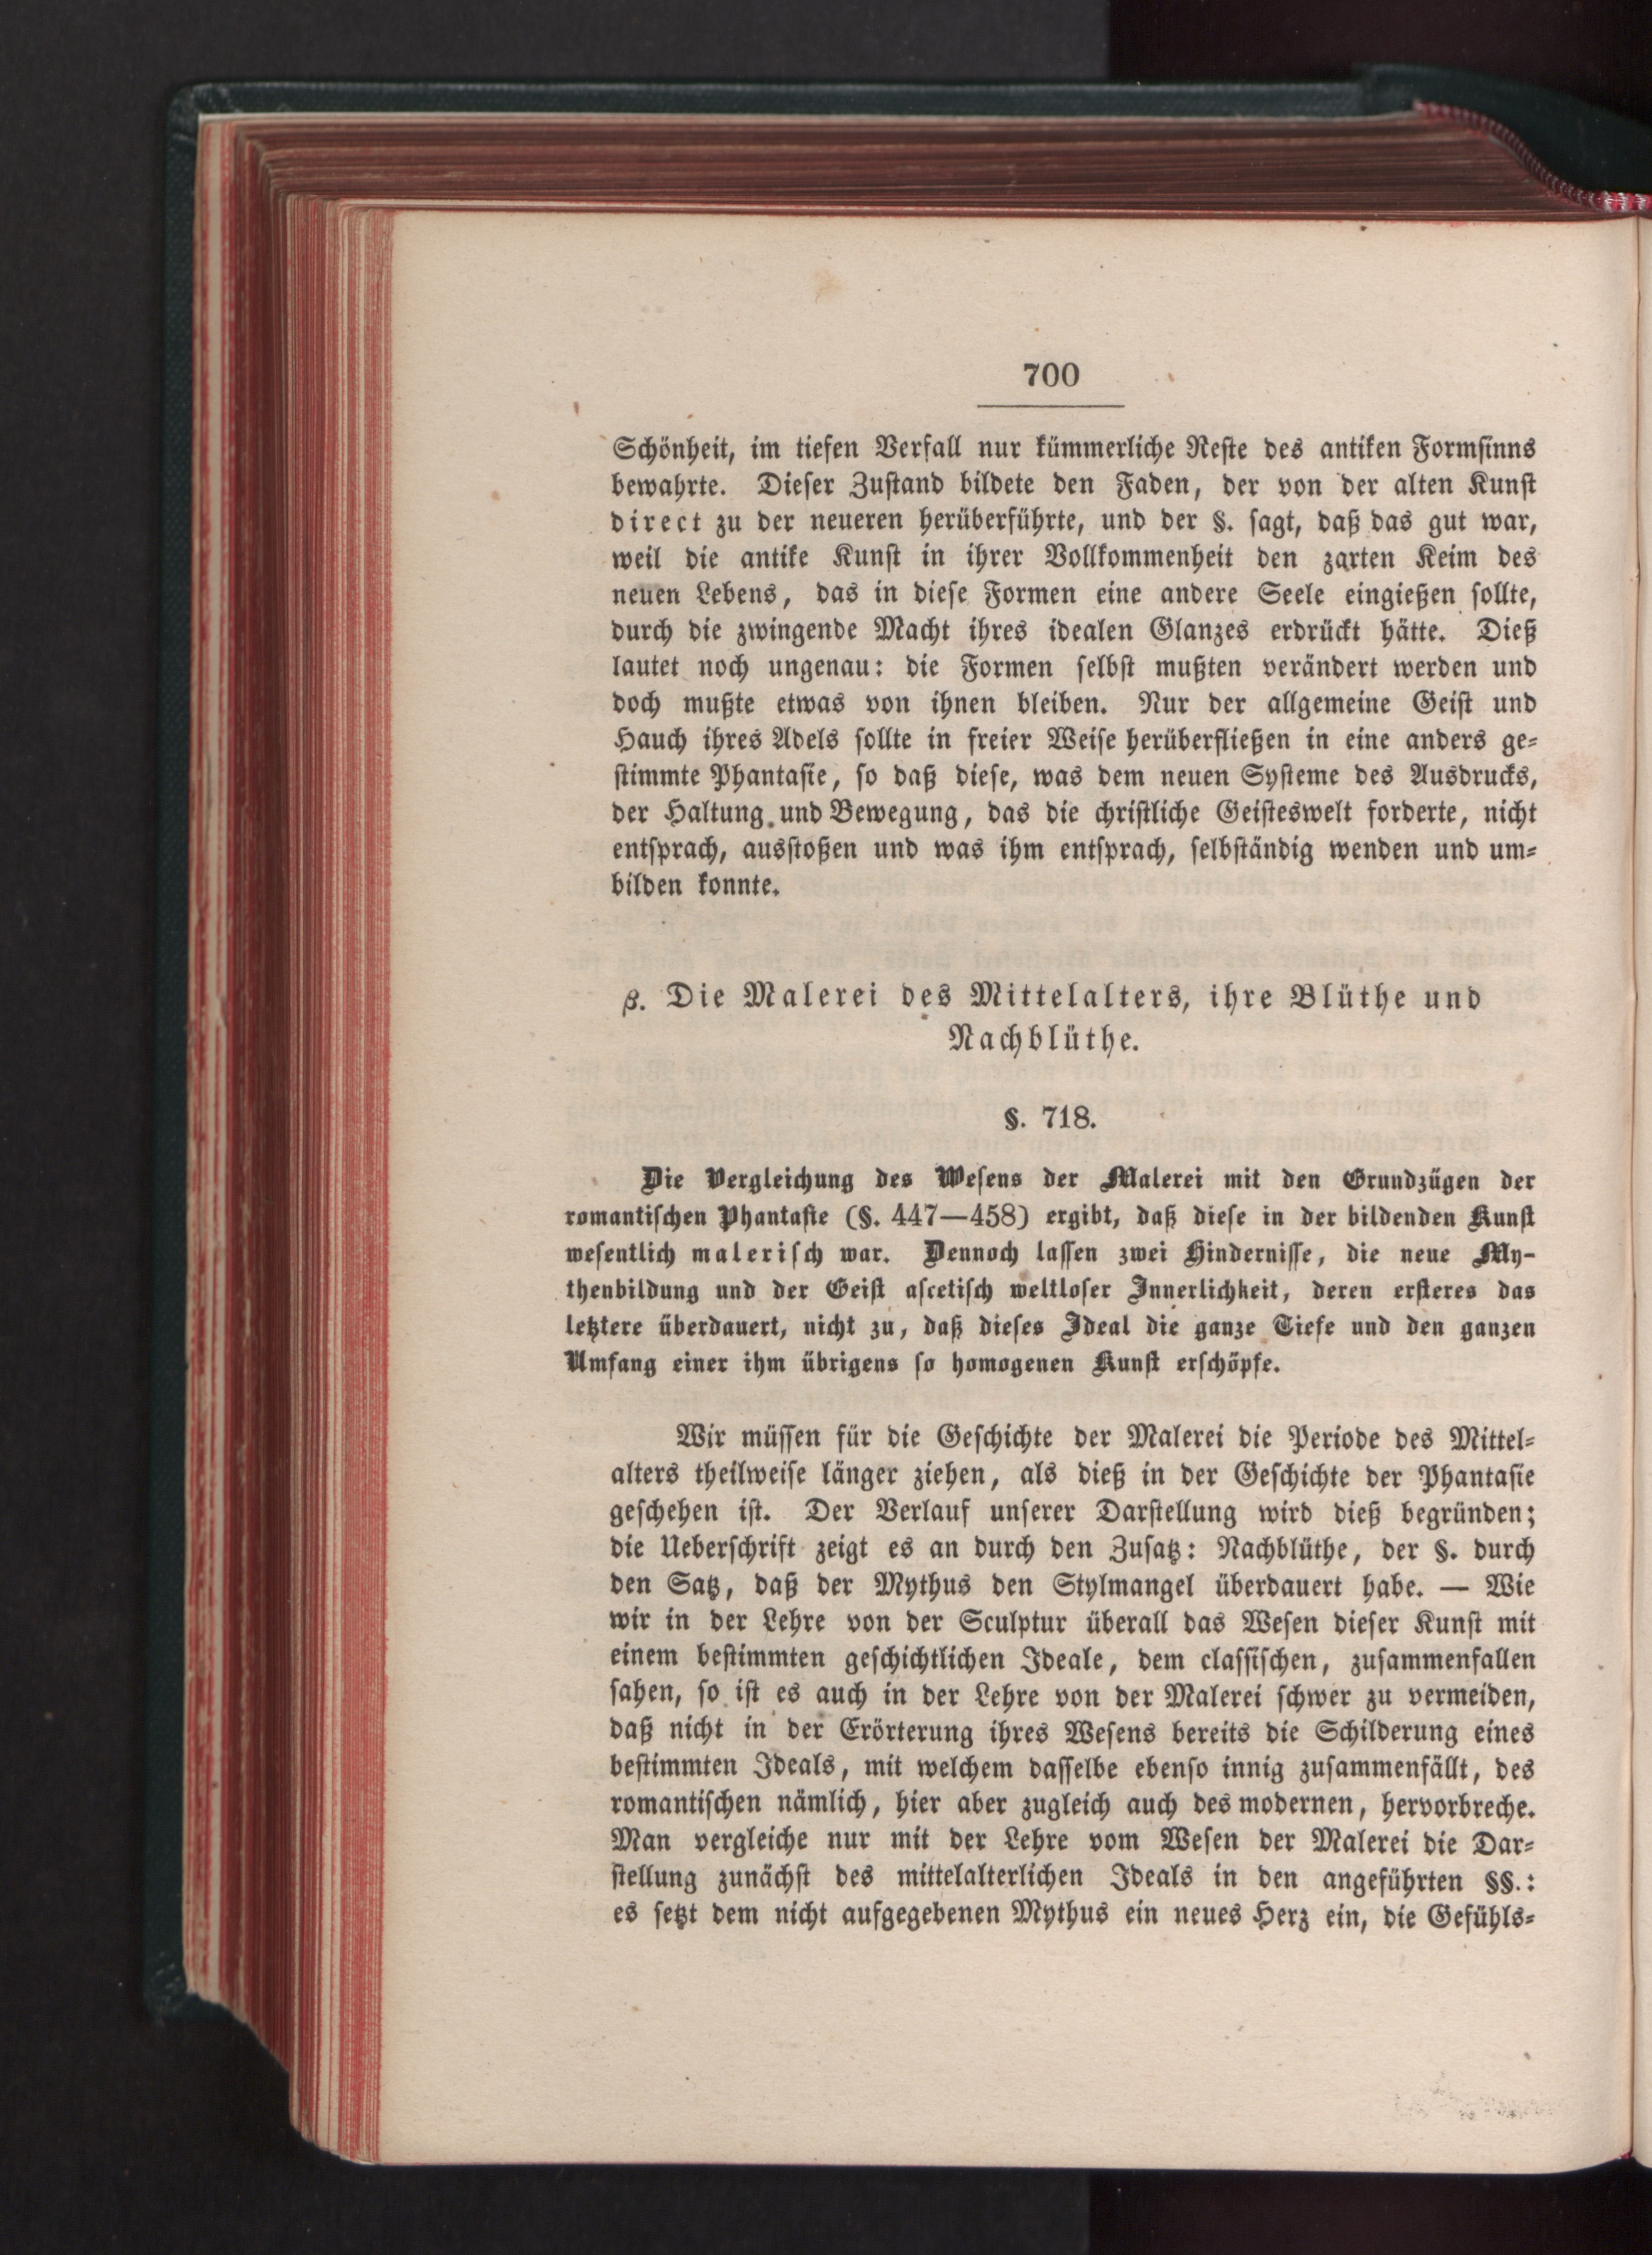 700
Schönheit, im tiefen Verfall nur kümmerliche Reste des antiken Formsinns
bewahrte. Dieser Zustand bildete den Faden, der von der alten Kunst
direct zu der neueren herüberführte, und der §. sagt, daß das gut war,
weil die antike Kunst in ihrer Vollkommenheit den zarten Keim des
neuen Lebens, das in diese Formen eine andere Seele eingießen sollte,
durch die zwingende Macht ihres idealen Glanzes erdrückt hätte. Dieß
lautet noch ungenau: die Formen selbst mußten verändert werden und
doch mußte etwas von ihnen bleiben. Nur der allgemeine Geist und
Hauch ihres Adels sollte in freier Weise herüberfließen in eine anders ge-
stimmte Phantasie, so daß diese, was dem neuen Systeme des Ausdrucks,
der Haltung und Bewegung, das die christliche Geisteswelt forderte, nicht
entsprach, ausstoßen und was ihm entsprach, selbständig wenden und um-
bilden konnte.
β. Die Malerei des Mittelalters, ihre Blüthe und
Nachblüthe.
§. 718.
Die Vergleichung des Wesens der Malerei mit den Grundzügen der
romantischen Phantasie (§. 447—458) ergibt, daß diese in der bildenden Kunst
wesentlich malerisch war. Dennoch lassen zwei Hindernisse, die neue My-
thenbildung und der Geist ascetisch weltloser Innerlichkeit, deren ersteres das
letztere überdauert, nicht zu, daß dieses Ideal die ganze Tiefe und den ganzen
Umfang einer ihm übrigens so homogenen Kunst erschöpfe.
Wir müssen für die Geschichte der Malerei die Periode des Mittel-
alters theilweise länger ziehen, als dieß in der Geschichte der Phantasie
geschehen ist. Der Verlauf unserer Darstellung wird dieß begründen;
die Ueberschrift zeigt es an durch den Zusatz: Nachblüthe, der §. durch
den Satz, daß der Mythus den Stylmangel überdauert habe. — Wie
wir in der Lehre von der Sculptur überall das Wesen dieser Kunst mit
einem bestimmten geschichtlichen Ideale, dem classischen, zusammenfallen
sahen, so ist es auch in der Lehre von der Malerei schwer zu vermeiden,
daß nicht in der Erörterung ihres Wesens bereits die Schilderung eines
bestimmten Ideals, mit welchem dasselbe ebenso innig zusammenfällt, des
romantischen nämlich, hier aber zugleich auch des modernen, hervorbreche.
Man vergleiche nur mit der Lehre vom Wesen der Malerei die Dar-
stellung zunächst des mittelalterlichen Ideals in den angeführten §§.:
es setzt dem nicht aufgegebenen Mythus ein neues Herz ein, die Gefühls-